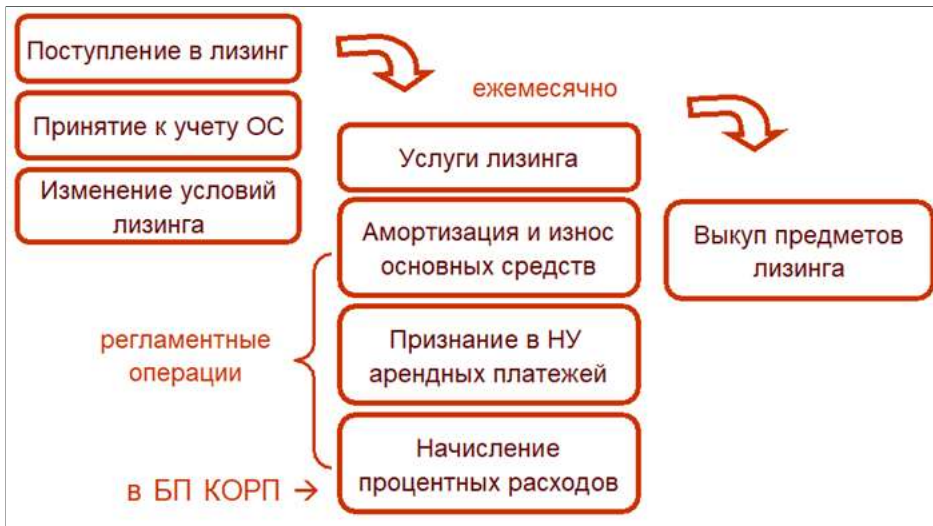 Поступление в лизинг
Принятие к учету ОС
Изменение условий
лизинга
ежемесячно
Услуги лизинга
Амортизация и износ
основных средств
регламентные
операции
Признание в НУ
арендных платежей
Начисление
процентных расходов
в БП КОРП →
Выкуп предметов
лизинга